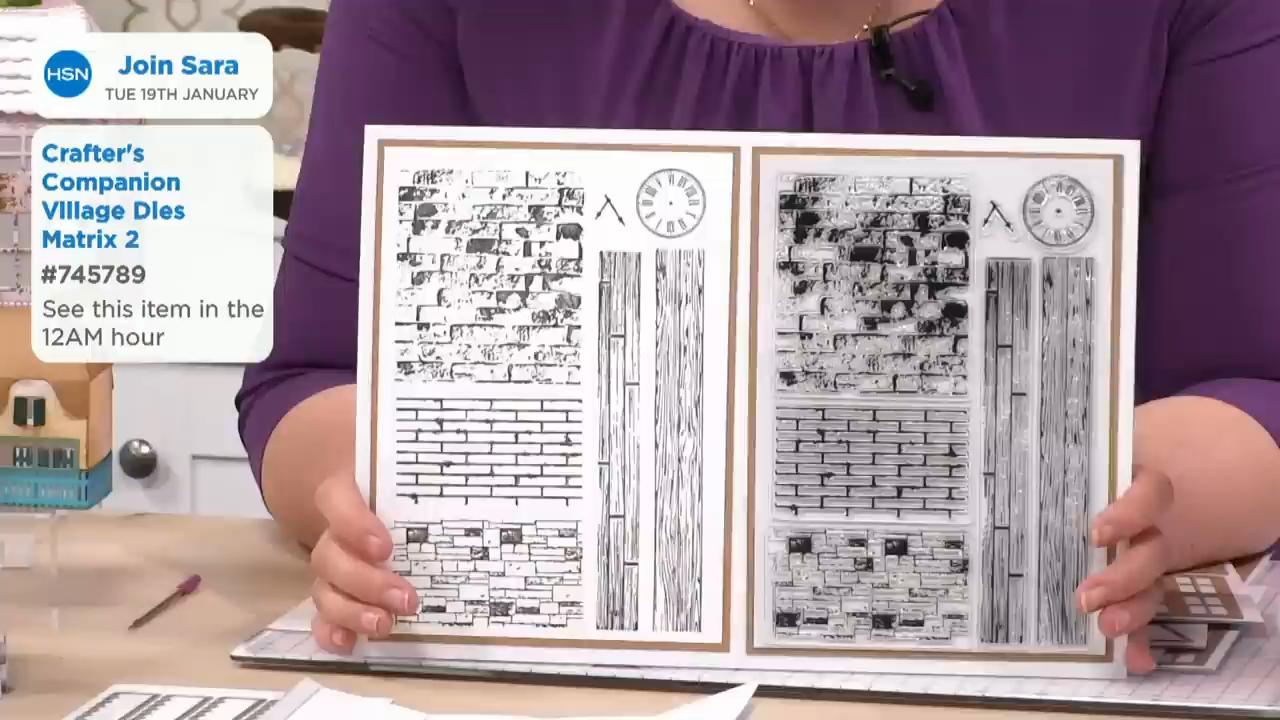 HSN
Join Sara
TUE 19TH JANUARY
Crafter's
Companion
VIllage DIes
Matrix 2
#745789
See this item in the
12AM hour